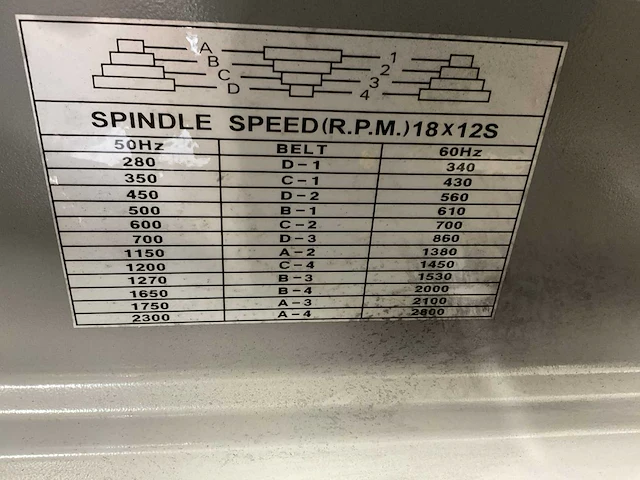 A 1
B 2
C 3
D 4
SPINDLE SPEED(R.P.M.)18X12S
50Hz BELT 60Hz
280 D-1 340
350 C-1 430
450 D-2 560
500 B-1 610
600 C-2 700
700 D-3 860
1150 A-2 1380
1200 C-4 1450
1270 B-3 1530
1650 B-4 2000
1750 A-3 2100
2300 A-4 2800